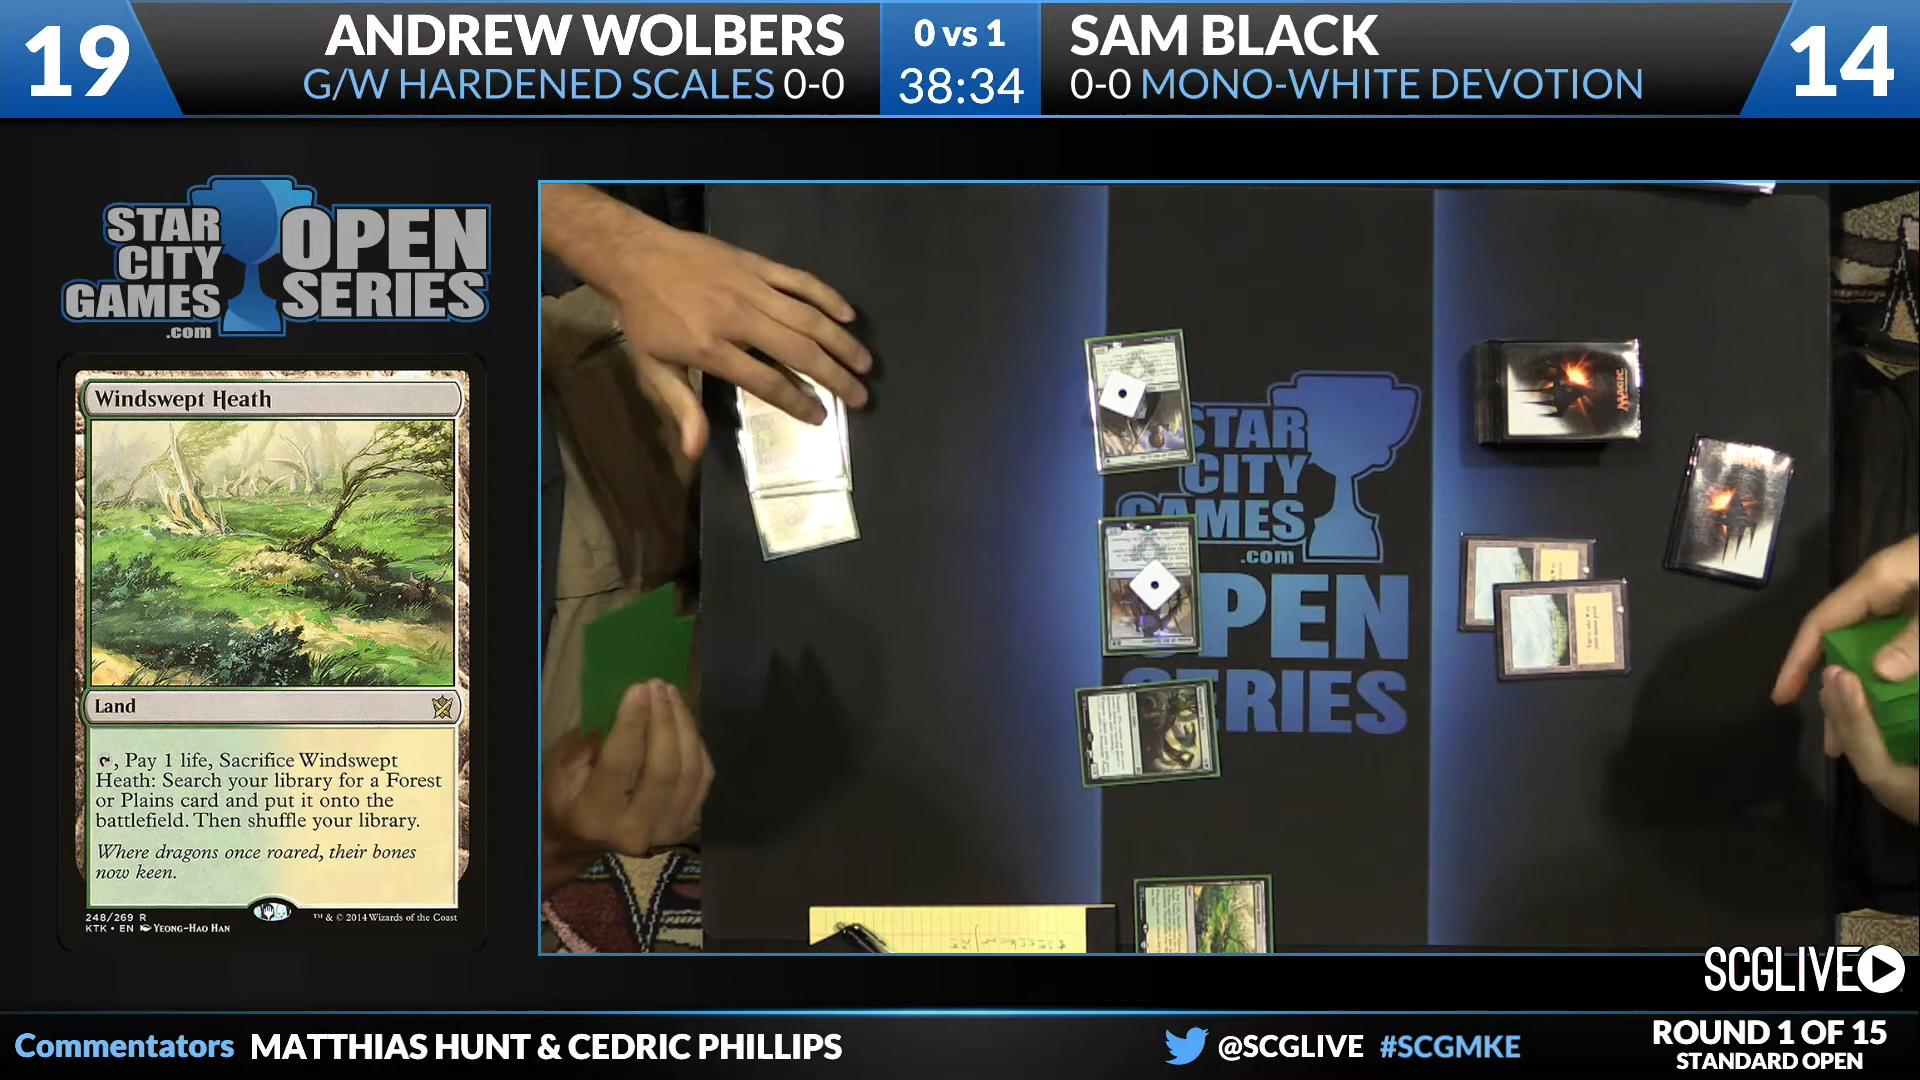 19
ANDREW WOLBERS
G/W HARDENED SCALES 0-0
0 vs 1
38:34
SAM BLACK
0-0 MONO-WHITE DEVOTION
14
STAR CITY GAMES .com
OPEN SERIES
Windswept Heath
Land
, Pay 1 life, Sacrifice Windswept
Heath: Search your library for a Forest
or Plains card and put it onto the
battlefield. Then shuffle your library.
Where dragons once roared, their bones
now keen.
248/269 R
KTK • EN YEONG-HAO HAN
™ & © 2014 Wizards of the Coast
STAR
CITY
GAMES
.com
OPEN
SERIES
MAGIC
SCGLIVE
Commentators MATTHIAS HUNT & CEDRIC PHILLIPS
@SCGLIVE #SCGMKE
ROUND 1 OF 15
STANDARD OPEN